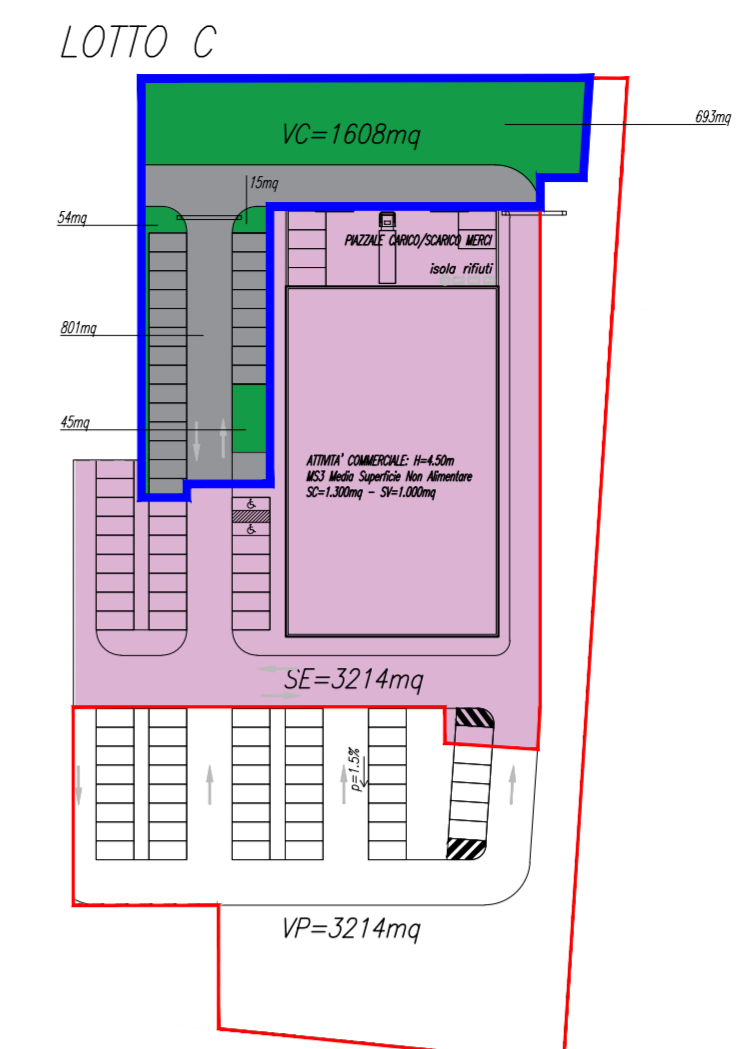 LOTTO C
693mq
VC=1608mq
15mq
54mq
PIAZZALE CARICO/SCARICO MERCI
isola rifiuti
801mq
45mq
ATTIVITA' COMMERCIALE: H=4.50m
MS3 Media Superficie Non Alimentare
SC=1.300mq - SV=1.000mq
SE=3214mq
p=1.5%
VP=3214mq